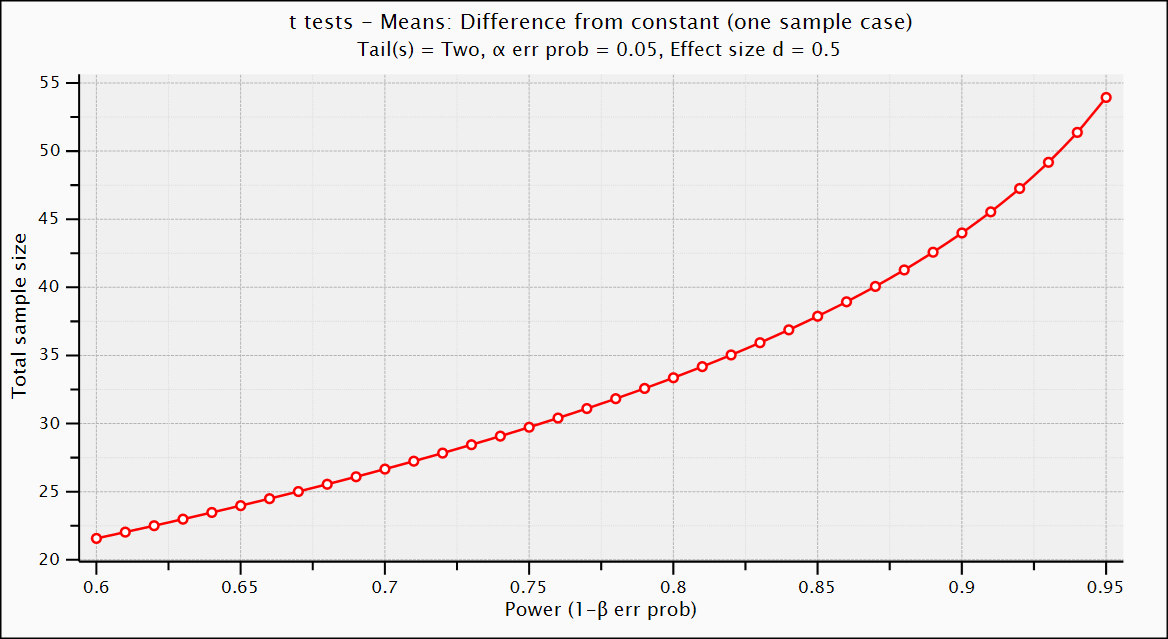 t tests – Means: Difference from constant (one sample case)
Tail(s) = Two, α err prob = 0.05, Effect size d = 0.5
Total sample size
55
50
45
40
35
30
25
20
0.6 0.65 0.7 0.75 0.8 0.85 0.9 0.95
Power (1-β err prob)